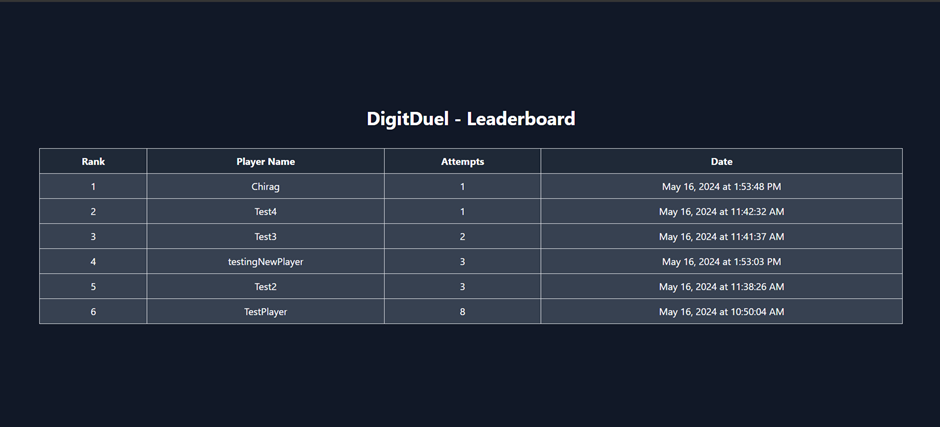 DigitDuel - Leaderboard
Rank Player Name Attempts Date
1 Chirag 1 May 16, 2024 at 1:53:48 PM
2 Test4 1 May 16, 2024 at 11:42:32 AM
3 Test3 2 May 16, 2024 at 11:41:37 AM
4 testingNewPlayer 3 May 16, 2024 at 1:53:03 PM
5 Test2 3 May 16, 2024 at 11:38:26 AM
6 TestPlayer 8 May 16, 2024 at 10:50:04 AM